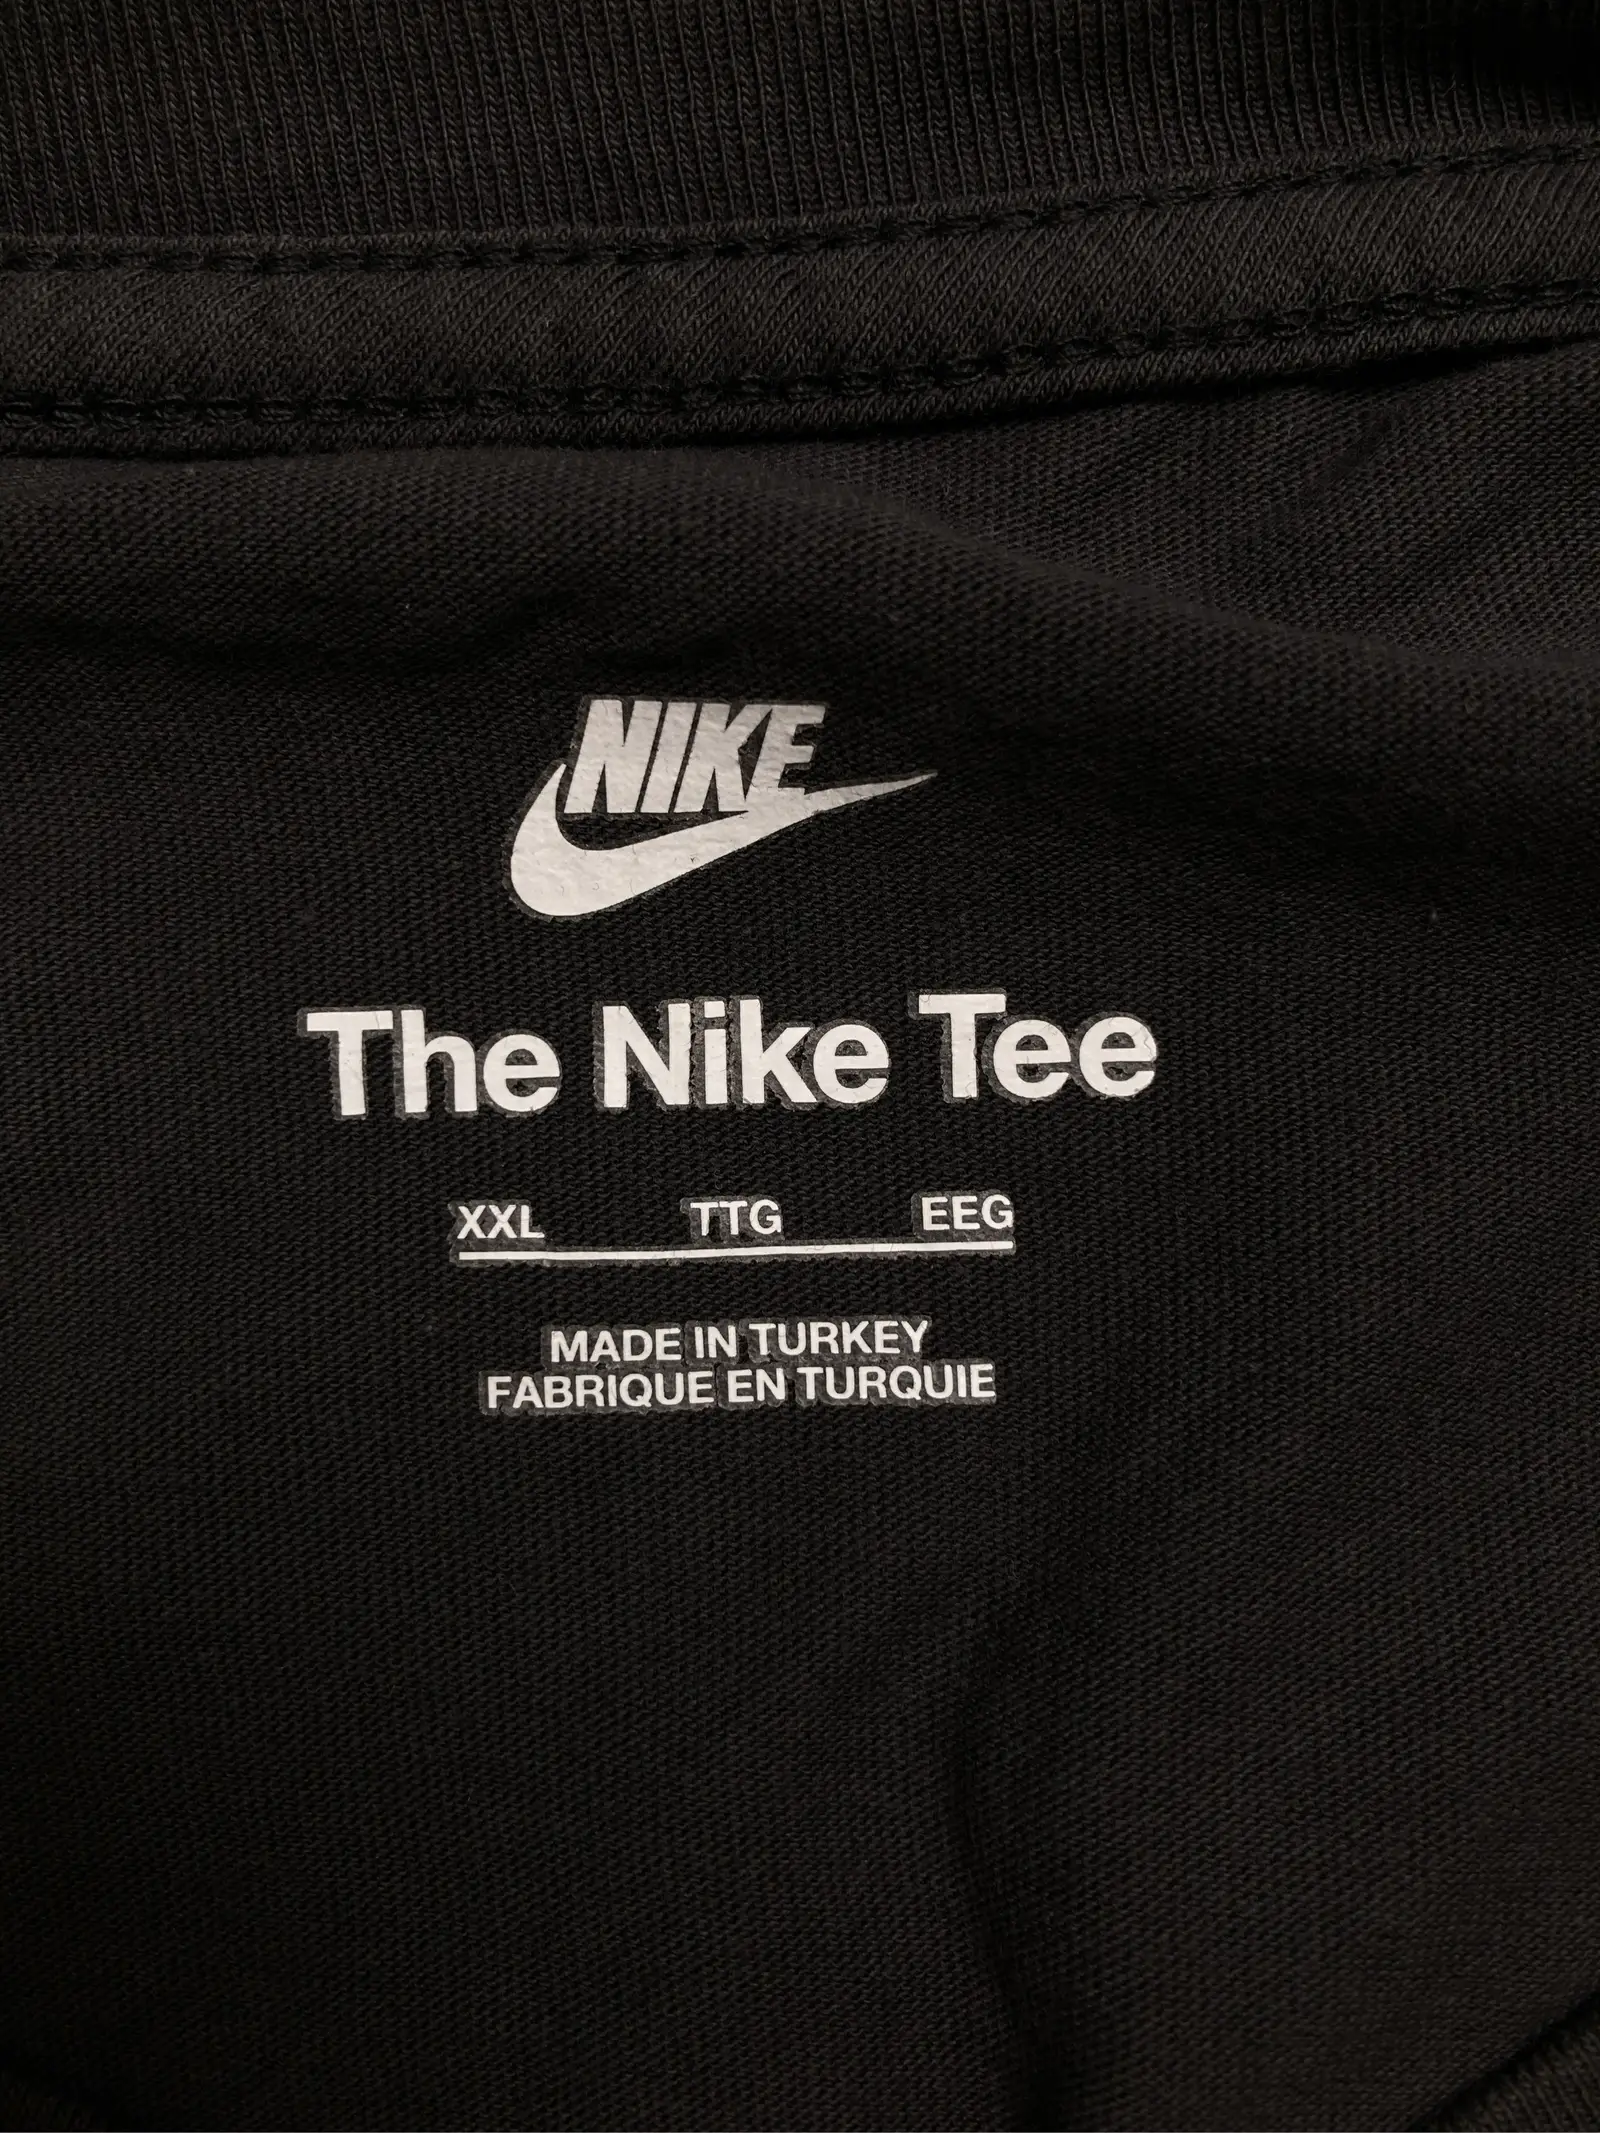 NIKE
The Nike Tee
XXL TTG EEG
MADE IN TURKEY
FABRIQUE EN TURQUIE